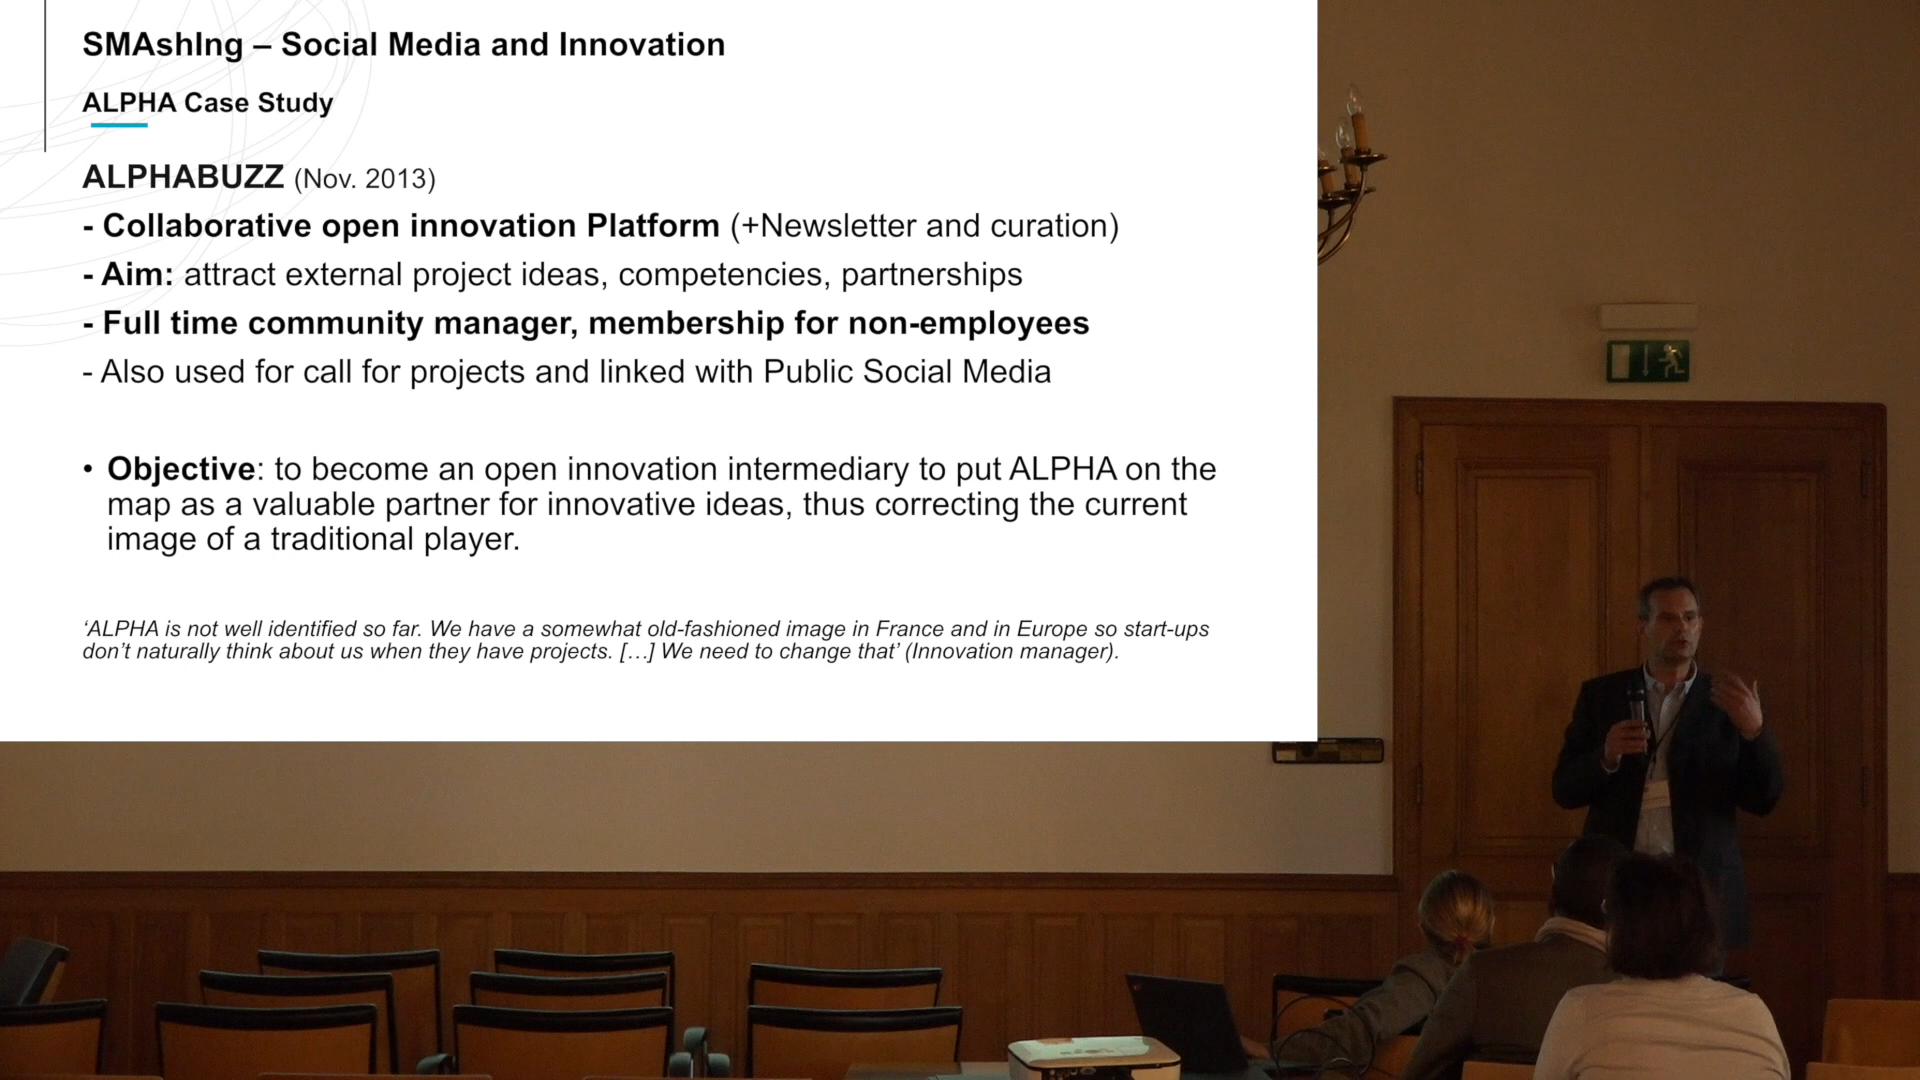 SMAshIng – Social Media and Innovation
ALPHA Case Study
ALPHABUZZ (Nov. 2013)
- Collaborative open innovation Platform (+Newsletter and curation)
- Aim: attract external project ideas, competencies, partnerships
- Full time community manager, membership for non-employees
- Also used for call for projects and linked with Public Social Media
• Objective: to become an open innovation intermediary to put ALPHA on the
map as a valuable partner for innovative ideas, thus correcting the current
image of a traditional player.
‘ALPHA is not well identified so far. We have a somewhat old-fashioned image in France and in Europe so start-ups
don’t naturally think about us when they have projects. […] We need to change that’ (Innovation manager).